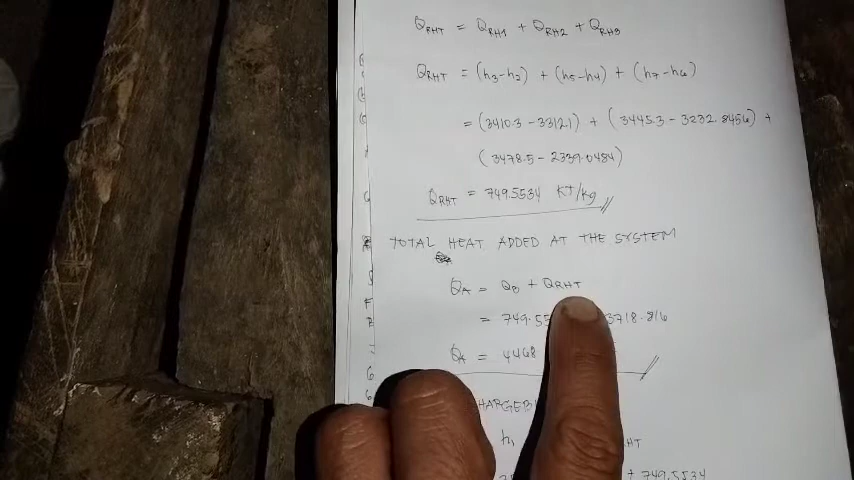 QRHT = QRH1 + QRH2 + QRH3
QRHT = (h3-h2) + (h5-h4) + (h7-h6)
= (3410.3 - 3312.1) + (3445.3 - 3232.8456) +
(3478.5 - 2339.0484)
QRHT = 749.5534 KJ/kg
TOTAL HEAT ADDED AT THE SYSTEM
QA = QB + QRHT
= 749.55 3718.816
QA = 4468
h1
+ 749.5534